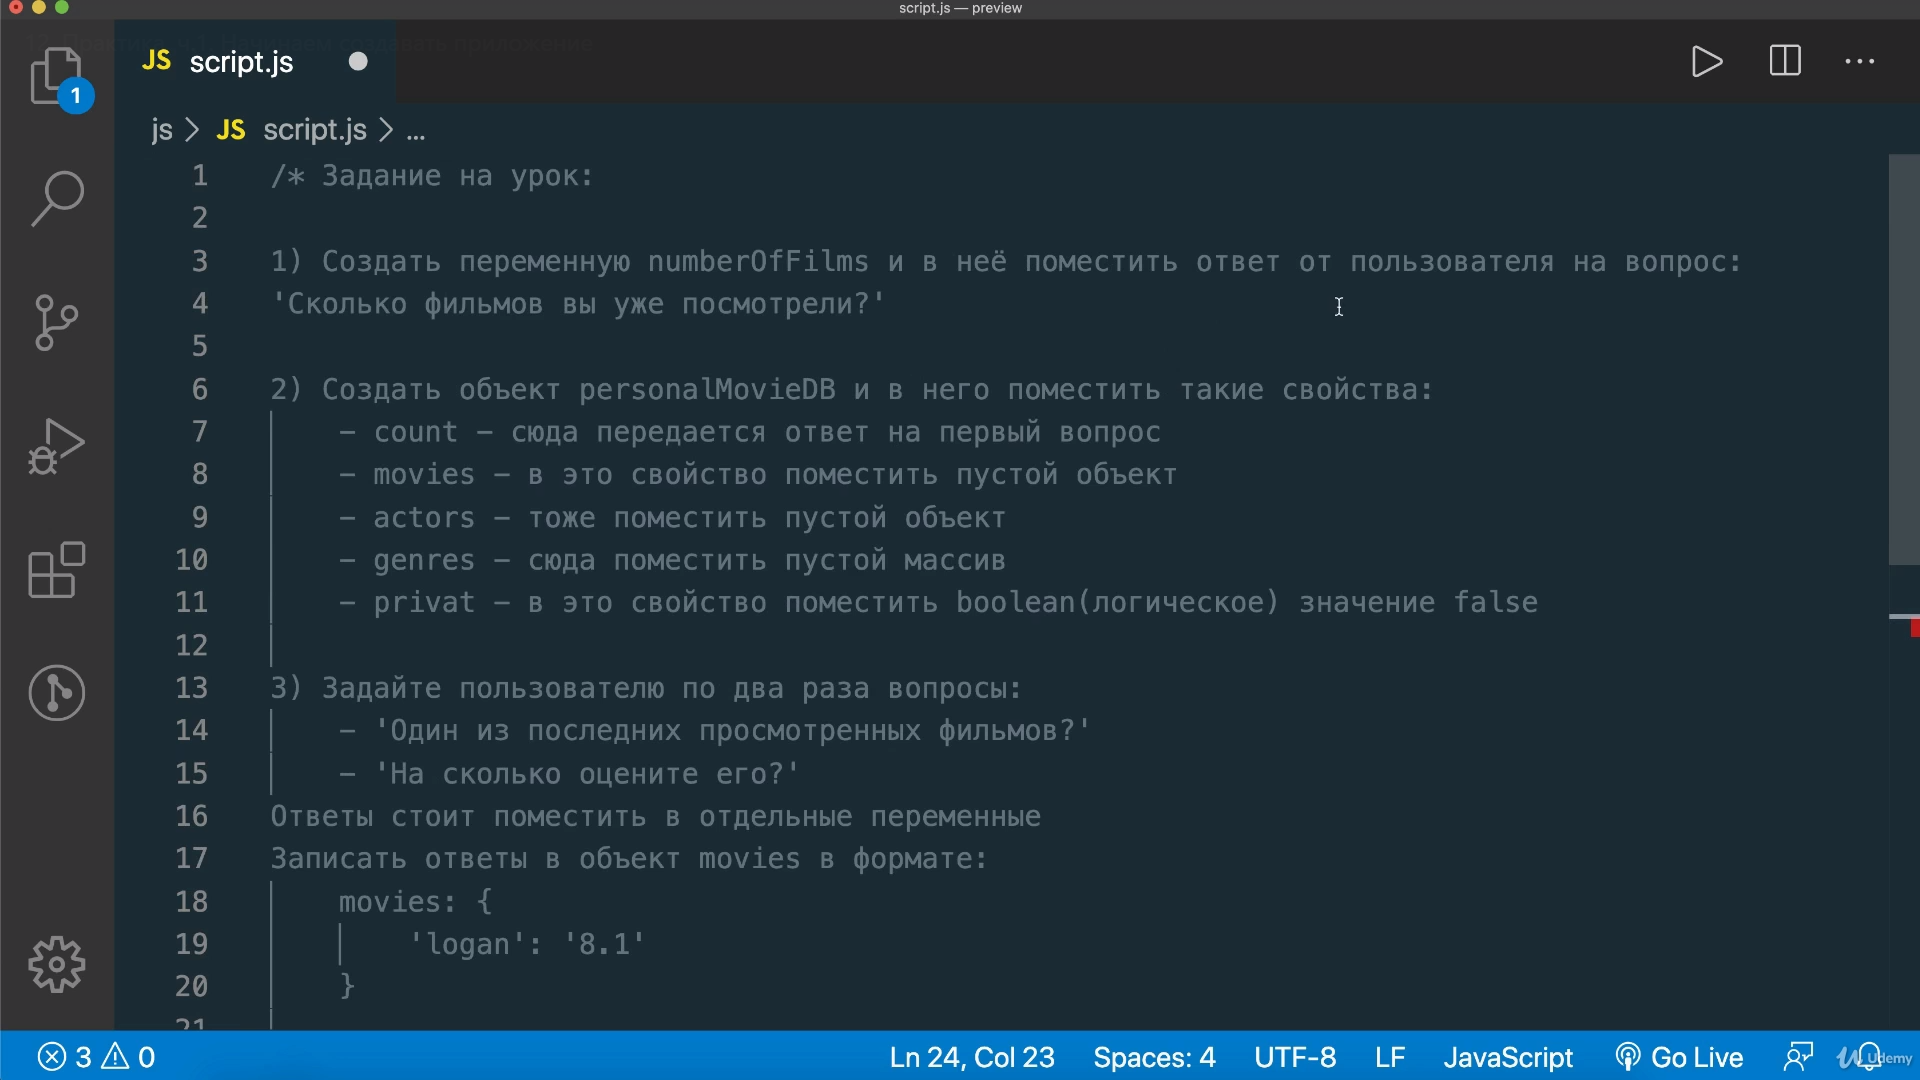 script.js — preview
JS script.js
1
js > JS script.js > ...
1 /* Задание на урок:
2
3 1) Создать переменную numberOfFilms и в неё поместить ответ от пользователя на вопрос:
4 'Сколько фильмов вы уже посмотрели?'
5
6 2) Создать объект personalMovieDB и в него поместить такие свойства:
7 - count - сюда передается ответ на первый вопрос
8 - movies - в это свойство поместить пустой объект
9 - actors - тоже поместить пустой объект
10 - genres - сюда поместить пустой массив
11 - privat - в это свойство поместить boolean(логическое) значение false
12
13 3) Задайте пользователю по два раза вопросы:
14 - 'Один из последних просмотренных фильмов?'
15 - 'На сколько оцените его?'
16 Ответы стоит поместить в отдельные переменные
17 Записать ответы в объект movies в формате:
18 movies: {
19 'logan': '8.1'
20 }
21
3 0 Ln 24, Col 23 Spaces: 4 UTF-8 LF JavaScript Go Live Udemy